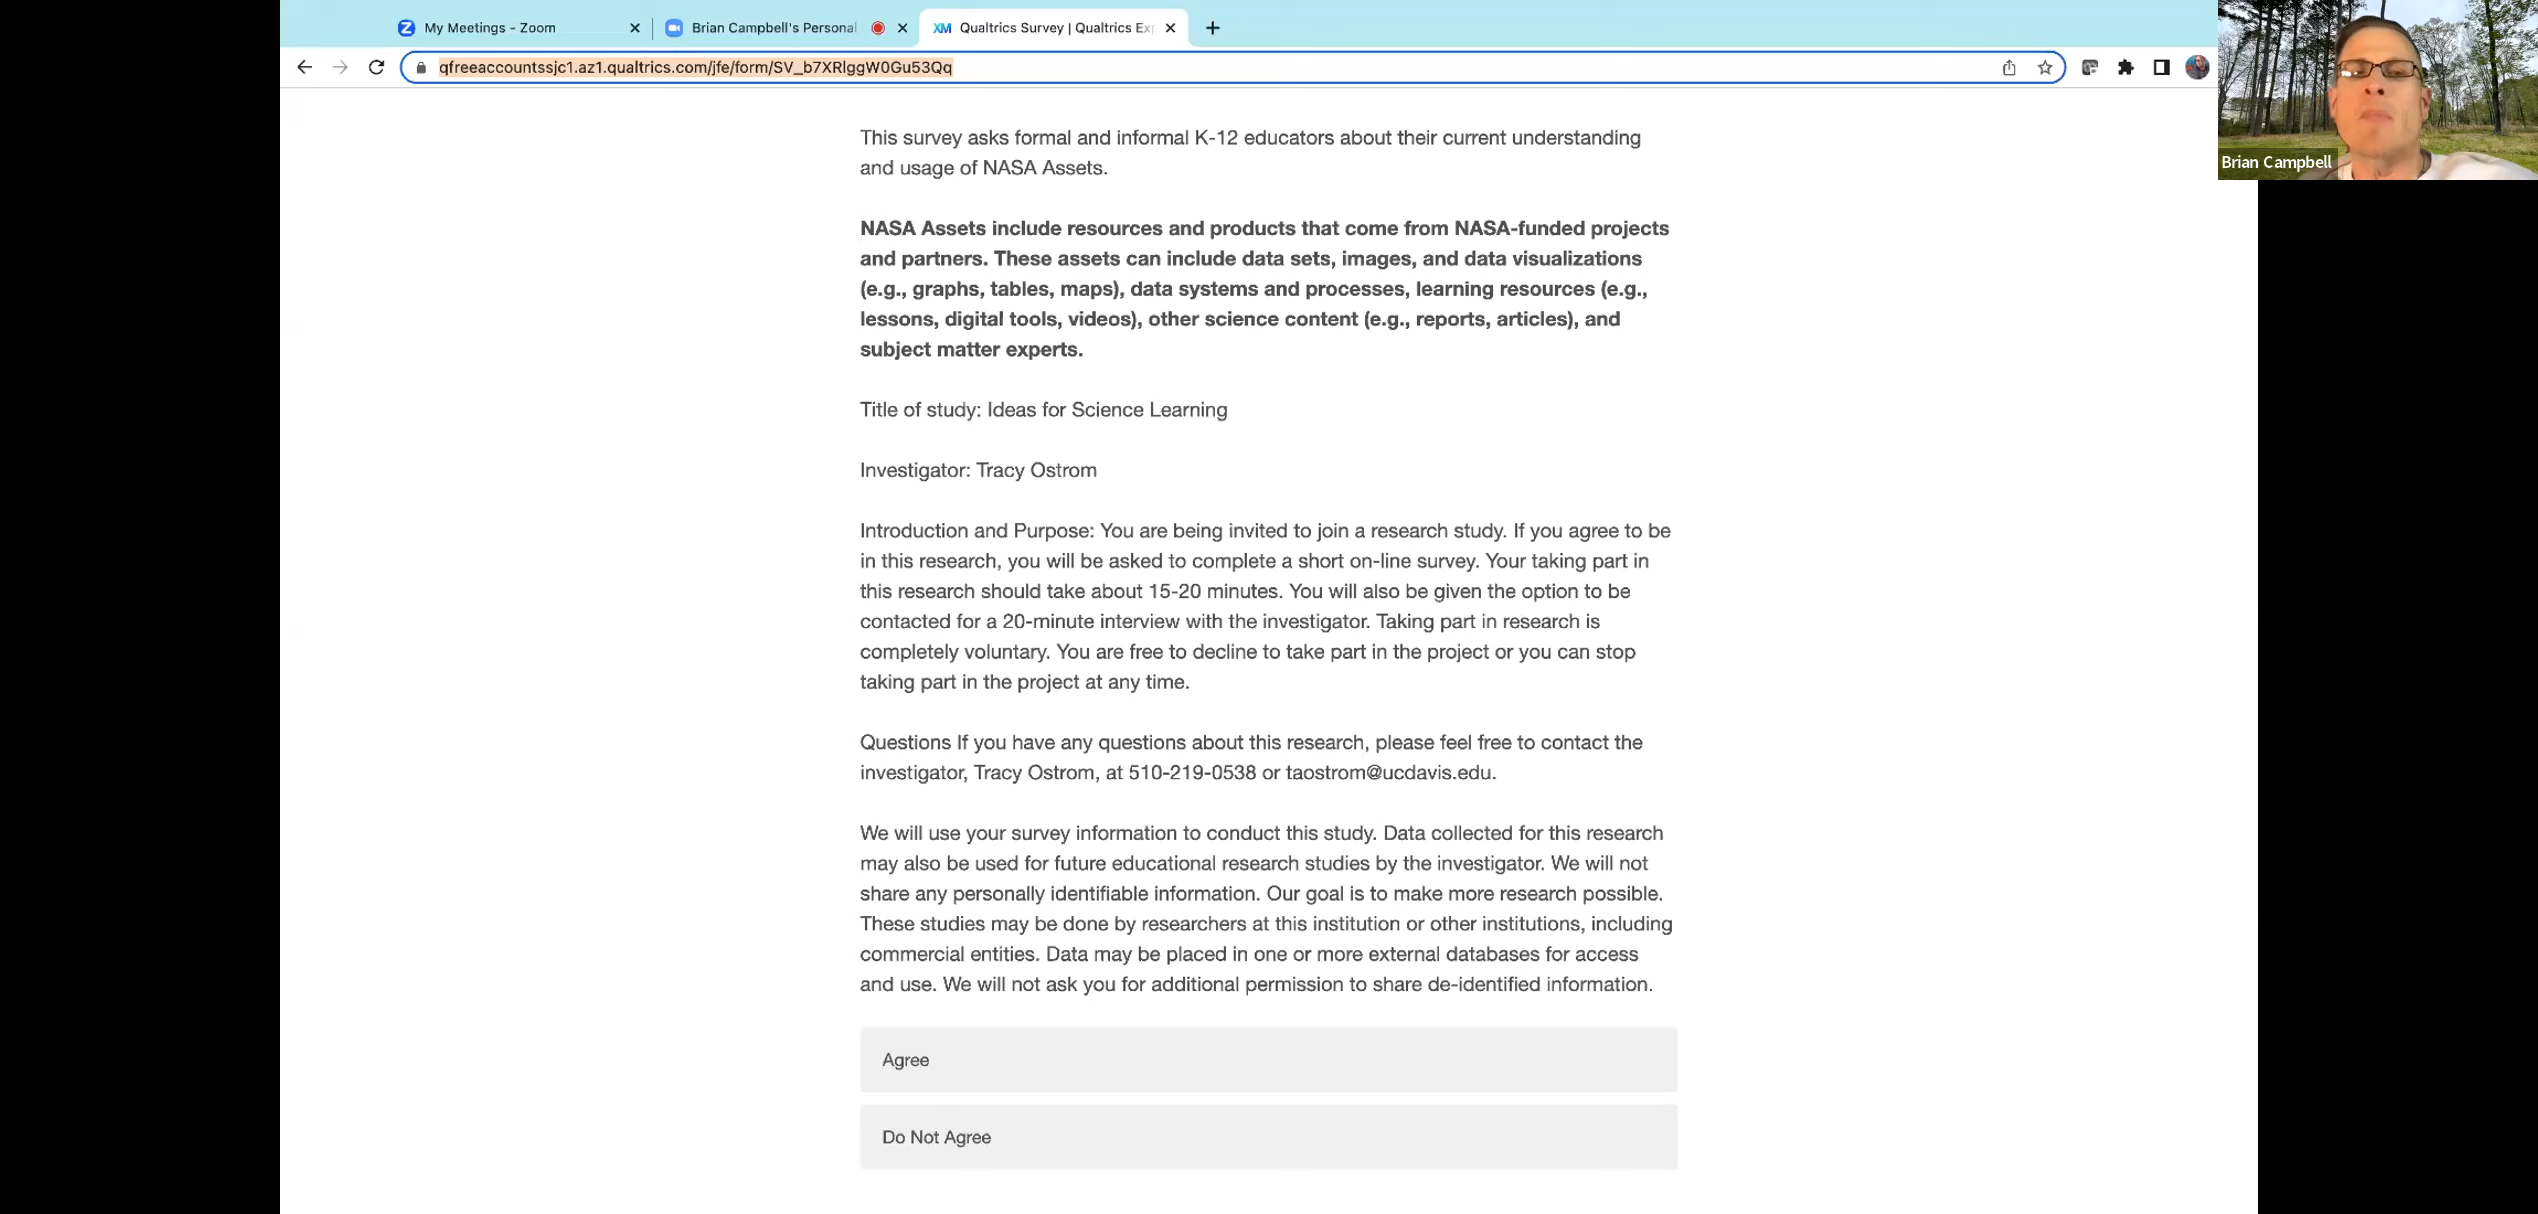 My Meetings - Zoom
Brian Campbell's Personal
Qualtrics Survey | Qualtrics Ex
qfreeaccountssjc1.az1.qualtrics.com/jfe/form/SV_b7XRlggW0Gu53Qq
Brian Campbell
This survey asks formal and informal K-12 educators about their current understanding
and usage of NASA Assets.
NASA Assets include resources and products that come from NASA-funded projects
and partners. These assets can include data sets, images, and data visualizations
(e.g., graphs, tables, maps), data systems and processes, learning resources (e.g.,
lessons, digital tools, videos), other science content (e.g., reports, articles), and
subject matter experts.
Title of study: Ideas for Science Learning
Investigator: Tracy Ostrom
Introduction and Purpose: You are being invited to join a research study. If you agree to be
in this research, you will be asked to complete a short on-line survey. Your taking part in
this research should take about 15-20 minutes. You will also be given the option to be
contacted for a 20-minute interview with the investigator. Taking part in research is
completely voluntary. You are free to decline to take part in the project or you can stop
taking part in the project at any time.
Questions If you have any questions about this research, please feel free to contact the
investigator, Tracy Ostrom, at 510-219-0538 or taostrom@ucdavis.edu.
We will use your survey information to conduct this study. Data collected for this research
may also be used for future educational research studies by the investigator. We will not
share any personally identifiable information. Our goal is to make more research possible.
These studies may be done by researchers at this institution or other institutions, including
commercial entities. Data may be placed in one or more external databases for access
and use. We will not ask you for additional permission to share de-identified information.
Agree
Do Not Agree